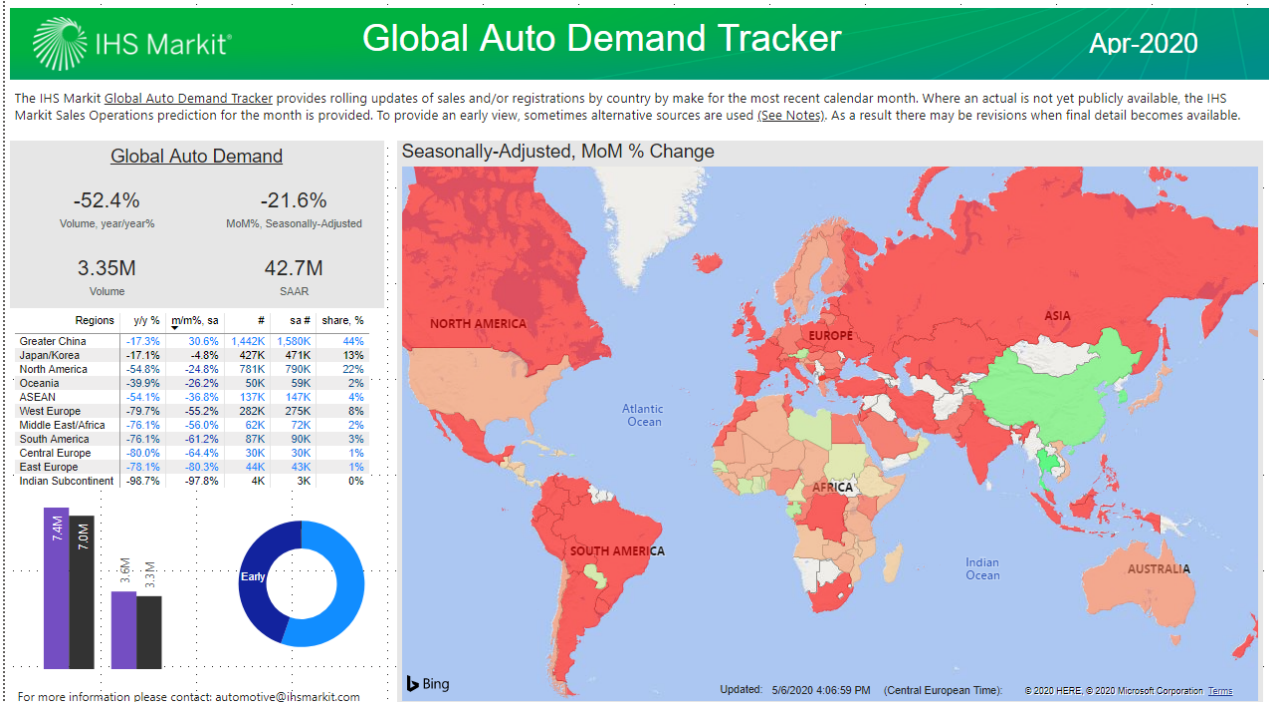 IHS Markit®
Global Auto Demand Tracker
Apr-2020
The IHS Markit Global Auto Demand Tracker provides rolling updates of sales and/or registrations by country by make for the most recent calendar month. Where an actual is not yet publicly available, the IHS
Markit Sales Operations prediction for the month is provided. To provide an early view, sometimes alternative sources are used (See Notes). As a result there may be revisions when final detail becomes available.
Global Auto Demand
-52.4% -21.6%
Volume, year/year% MoM%, Seasonally-Adjusted
3.35M 42.7M
Volume SAAR
Regions y/y % m/m%, sa # sa # share, %
Greater China -17.3% 30.6% 1,442K 1,580K 44%
Japan/Korea -17.1% -4.8% 427K 471K 13%
North America -54.8% -24.8% 781K 790K 22%
Oceania -39.9% -26.2% 50K 59K 2%
ASEAN -54.1% -36.8% 137K 147K 4%
West Europe -79.7% -55.2% 282K 275K 8%
Middle East/Africa -76.1% -56.0% 62K 72K 2%
South America -76.1% -61.2% 87K 90K 3%
Central Europe -80.0% -64.4% 30K 30K 1%
East Europe -78.1% -80.3% 44K 43K 1%
Indian Subcontinent -98.7% -97.8% 4K 3K 0%
7.4M
7.0M
3.6M
3.3M
Early
For more information please contact: automotive@ihsmarkit.com
Seasonally-Adjusted, MoM % Change
NORTH AMERICA
EUROPE
ASIA
Atlantic
Ocean
AFRICA
SOUTH AMERICA
Indian
Ocean
AUSTRALIA
Bing
Updated: 5/6/2020 4:06:59 PM (Central European Time):
© 2020 HERE, © 2020 Microsoft Corporation Terms